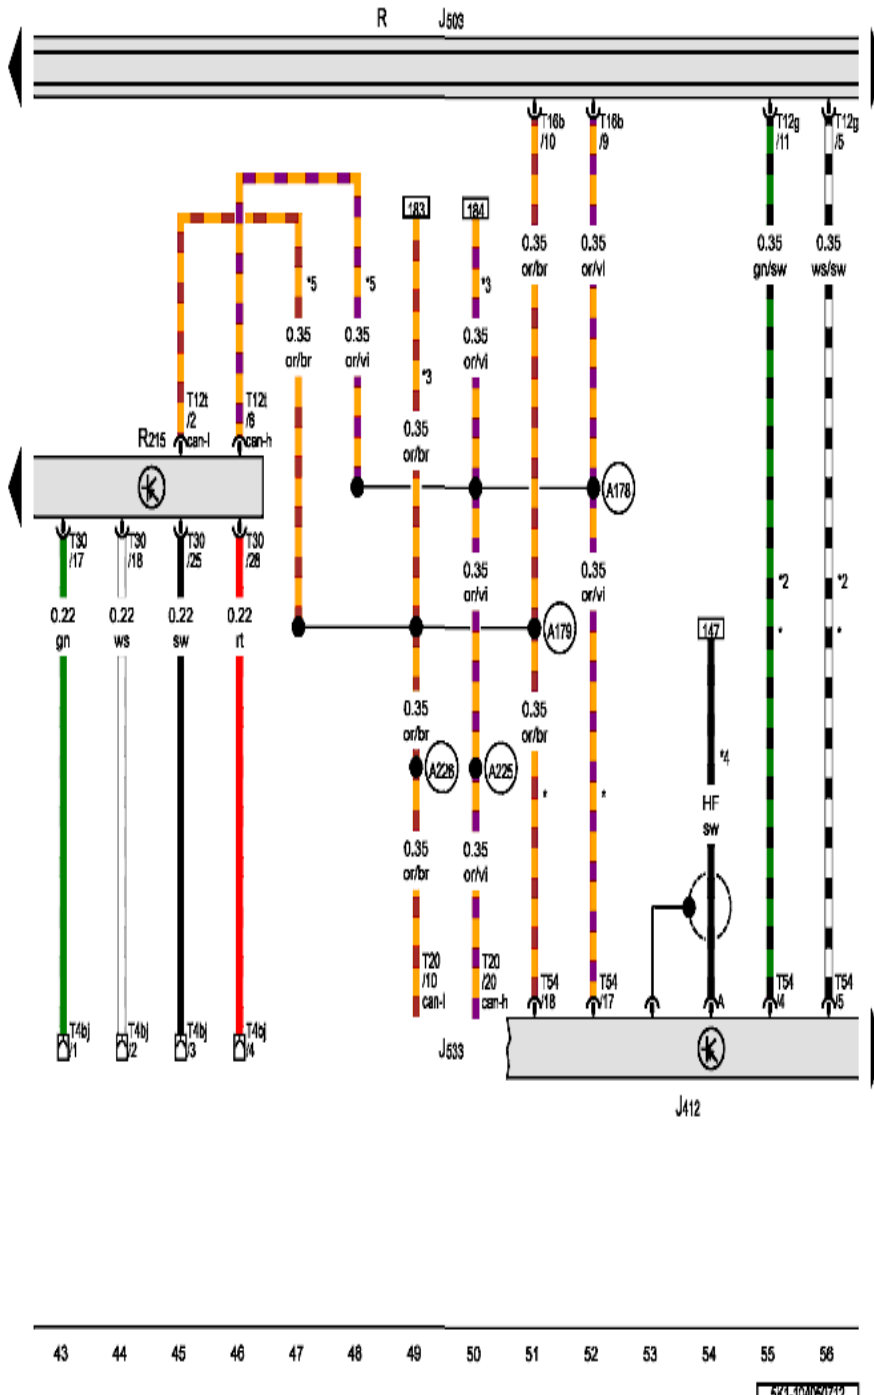 R J503
T16b /10
T16b /9
T12g /11
T12g /5
183 184
0.35 or/br
0.35 or/vi
0.35 gn/sw
0.35 ws/sw
*5 *5 *3
0.35 or/br
0.35 or/vi
0.35 or/vi
*3
T12t /2 can-l
T12t /8 can-h
R215
0.35 or/br
A178
T30 /17
T30 /18
T30 /25
T30 /28
0.35 or/vi
0.35 or/vi
*2 *2
0.22 gn
0.22 ws
0.22 sw
0.22 rt
A179
147
* *
0.35 or/br
0.35 or/br
*4
A226 A225
* *
HF sw
0.35 or/br
0.35 or/vi
T20 /10 can-l
T20 /20 can-h
T54 /18
T54 /17
A
T54 /4
T54 /5
T4bj /1
T4bj /2
T4bj /3
T4bj /4
J533
J412
43 44 45 46 47 48 49 50 51 52 53 54 55 56